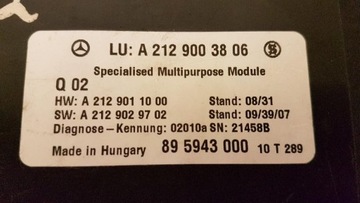 LU: A 212 900 38 06
Specialised Multipurpose Module
Q 02
HW: A 212 901 10 00 Stand: 08/31
SW: A 212 902 97 02 Stand: 09/39/07
Diagnose - Kennung: 02010a SN: 21458B
Made in Hungary 89 5943 000 10 T 289